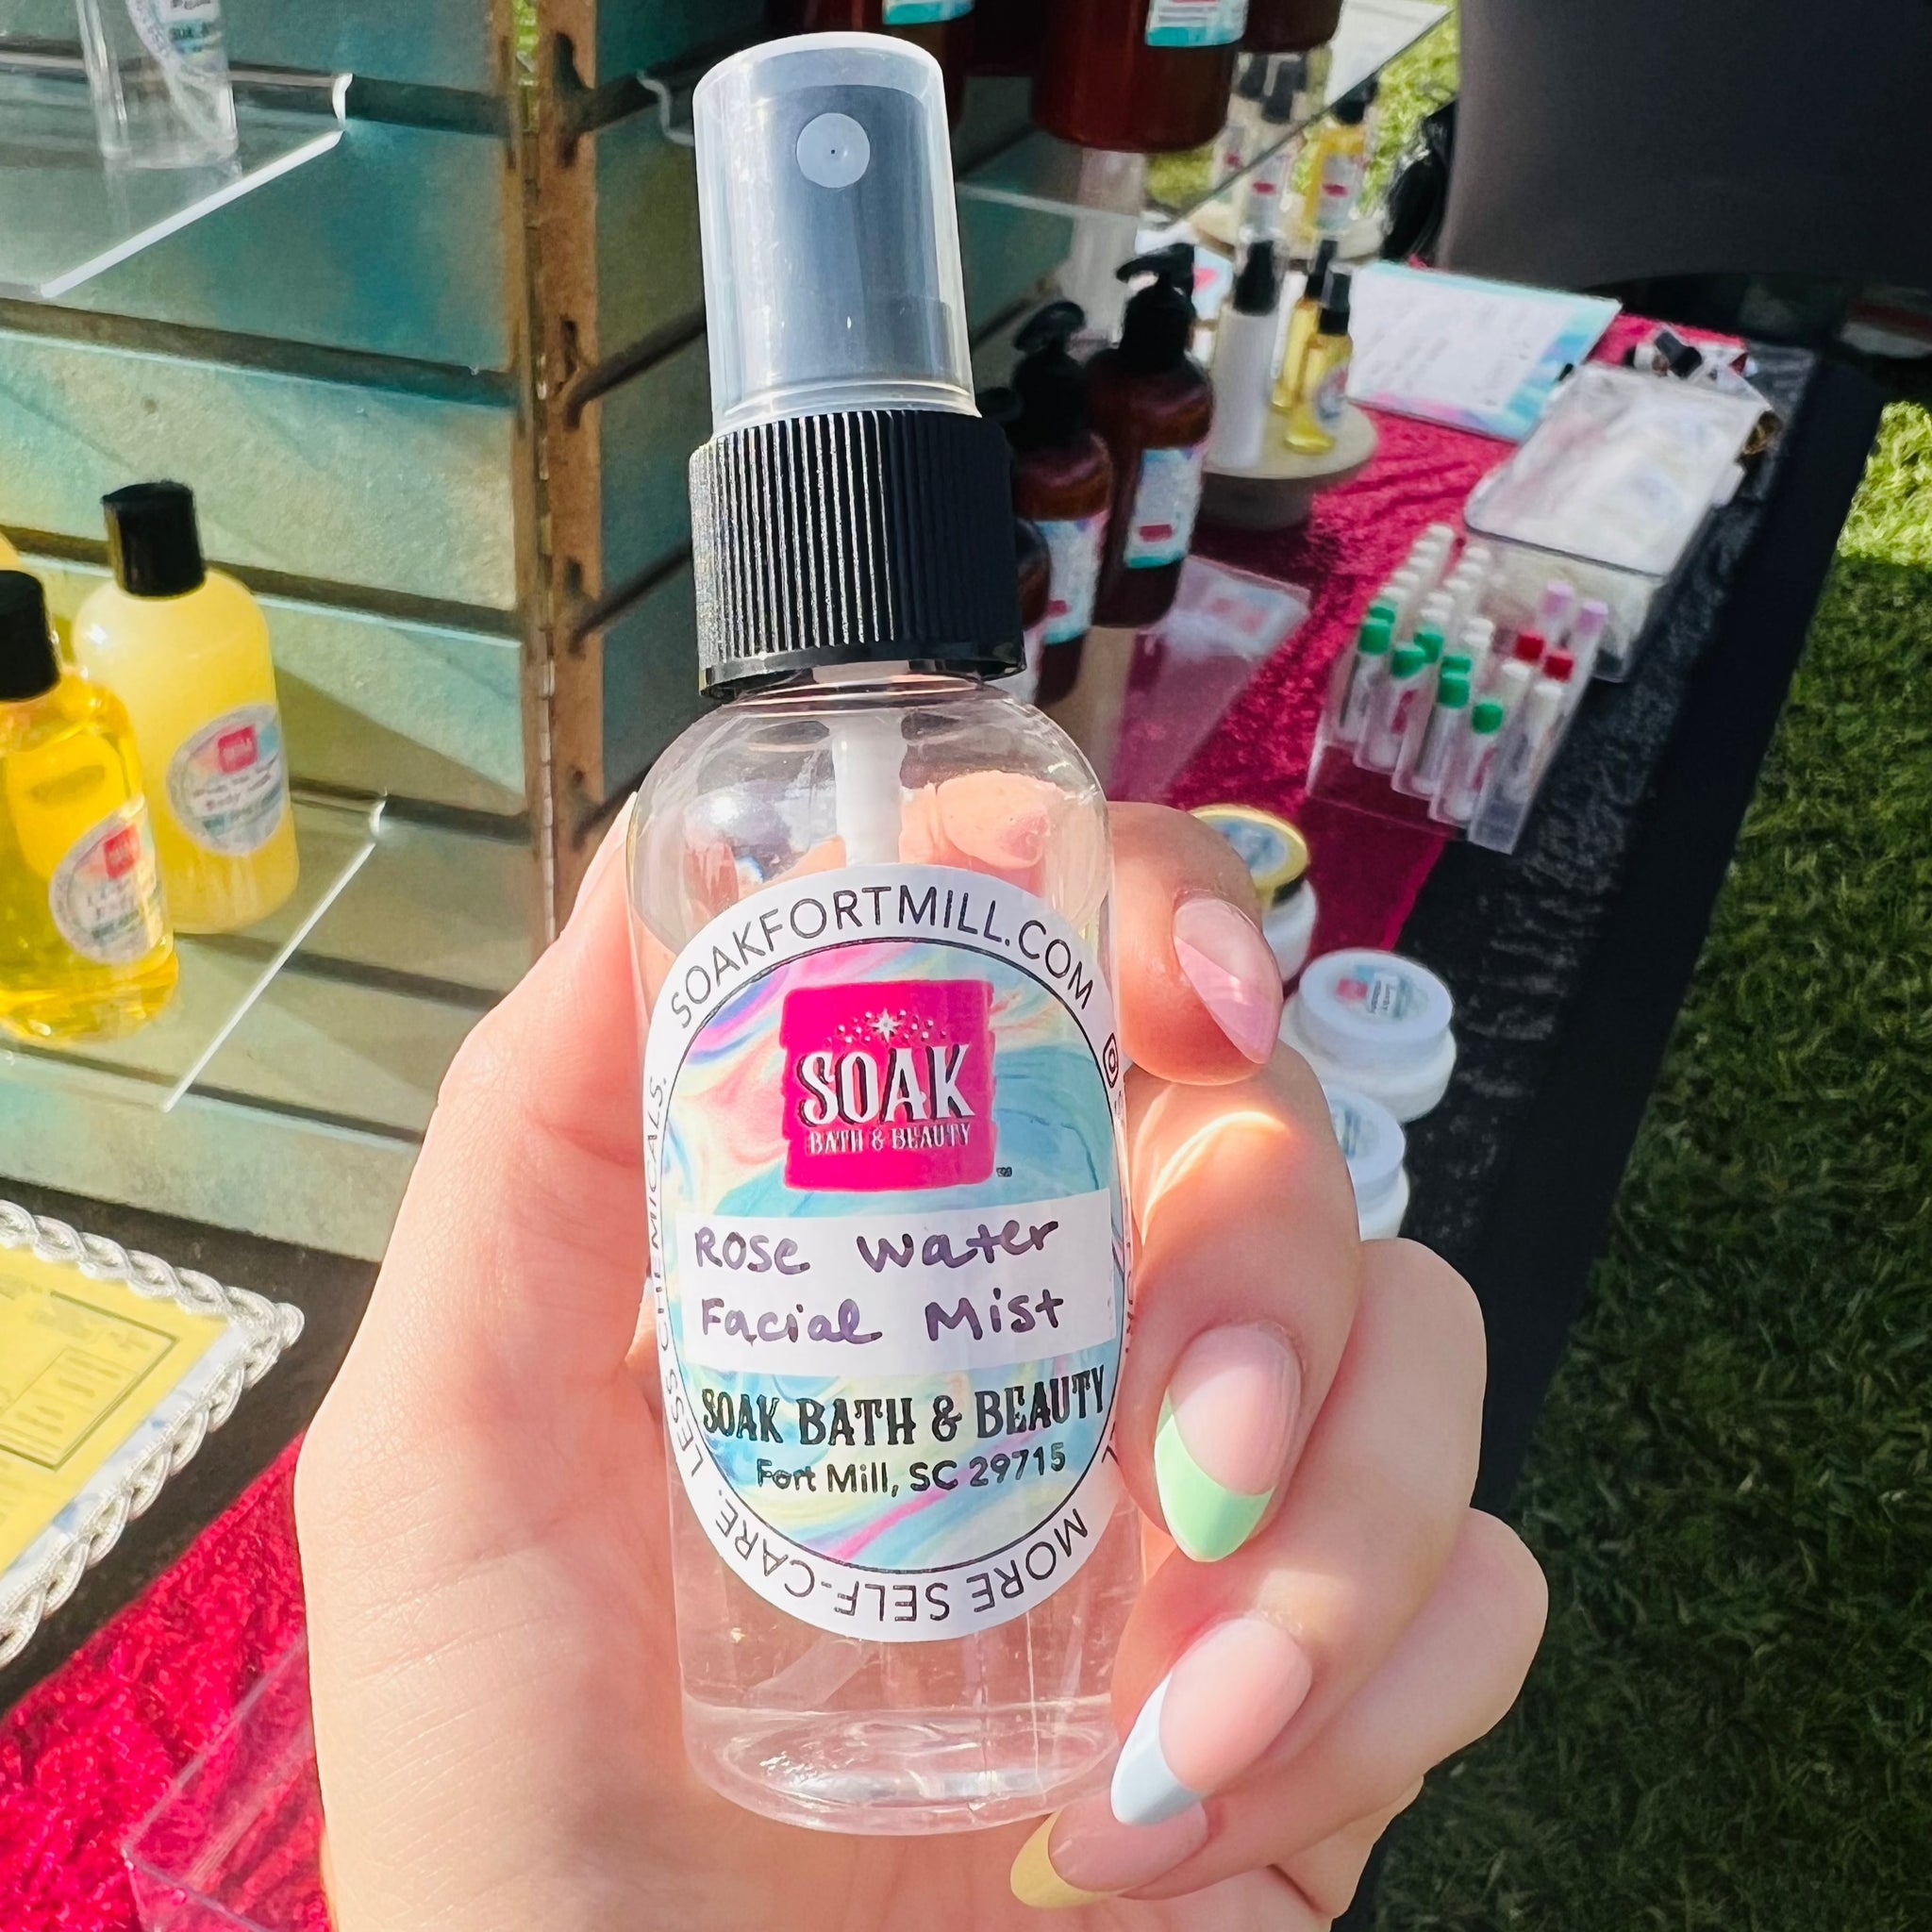 SOAKFORTMILL.COM
SOAK
BATH & BEAUTY
Rose Water
Facial Mist
SOAK BATH & BEAUTY
Fort Mill, SC 29715
MORE SELF-CARE. LESS CHEMICALS.